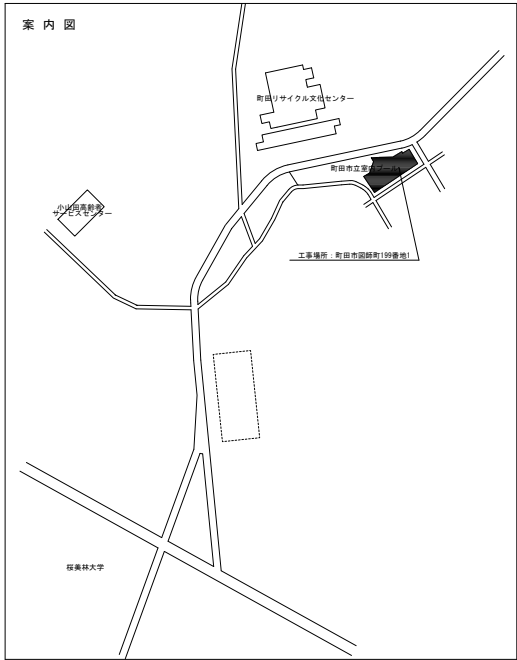 案内図
町田リサイクル文化センター
町田市立室内プール
小山田高齢者
サービスセンター
工事場所：町田市図師町199番地1
桜美林大学